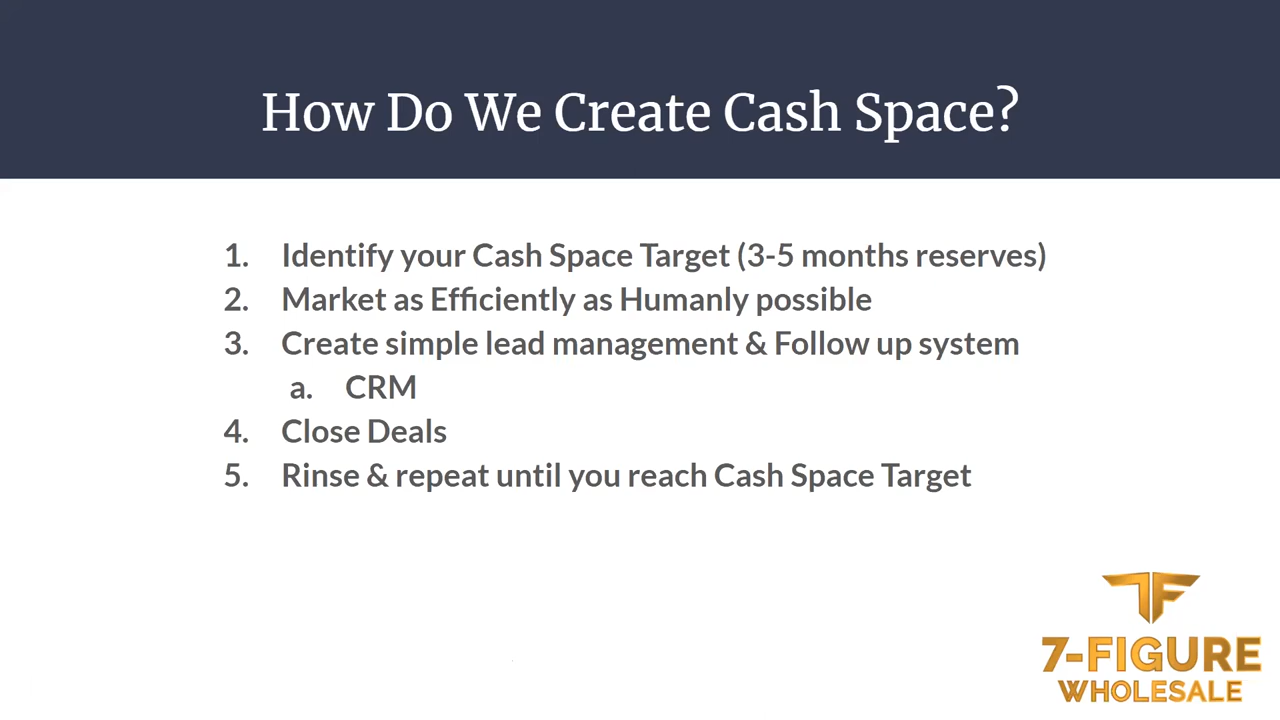 How Do We Create Cash Space?
1. Identify your Cash Space Target (3-5 months reserves)
2. Market as Efficiently as Humanly possible
3. Create simple lead management & Follow up system
a. CRM
4. Close Deals
5. Rinse & repeat until you reach Cash Space Target
7-FIGURE
WHOLESALE